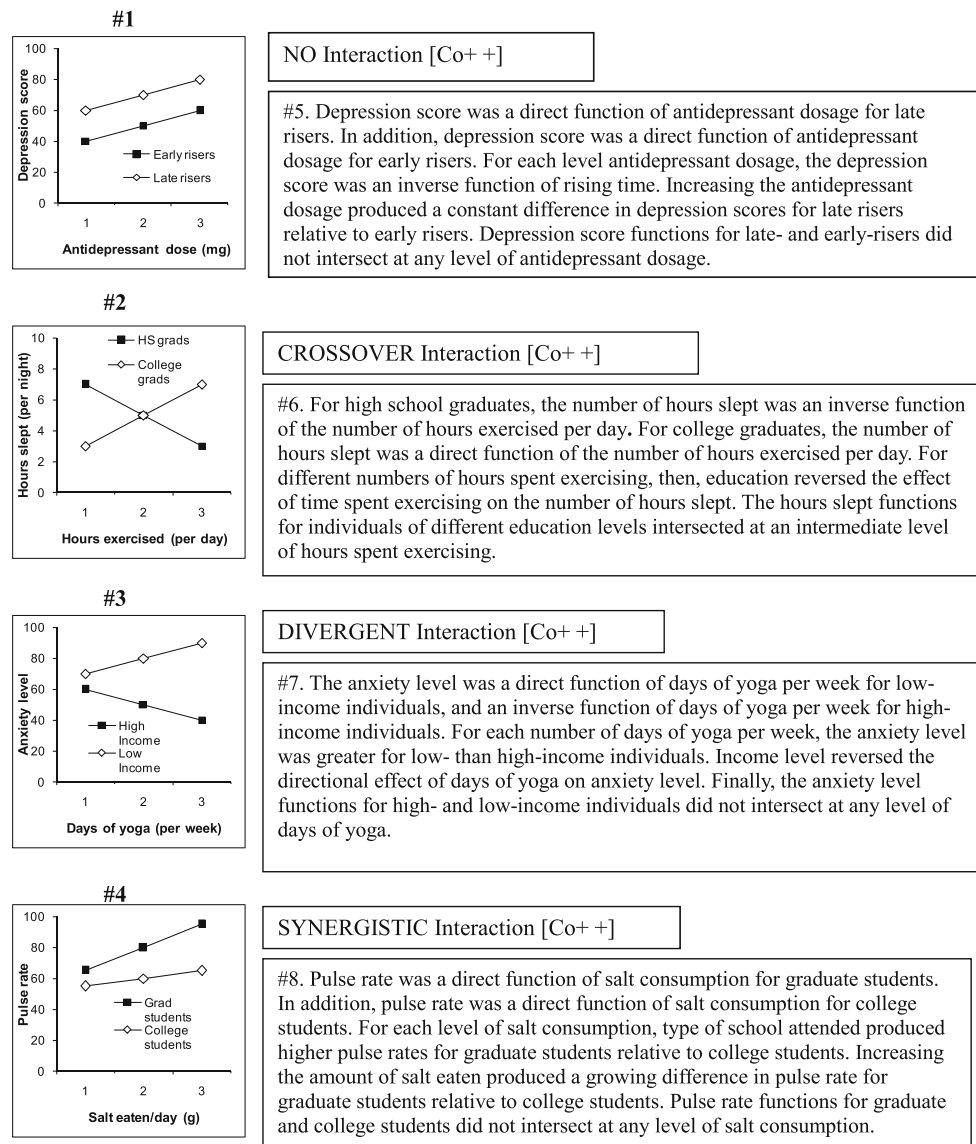 #1
100
80
60
40
20
0
Depression score
Early risers
Late risers
1 2 3
Antidepressant dose (mg)
NO Interaction [Co+ +]
#5. Depression score was a direct function of antidepressant dosage for late
risers. In addition, depression score was a direct function of antidepressant
dosage for early risers. For each level antidepressant dosage, the depression
score was an inverse function of rising time. Increasing the antidepressant
dosage produced a constant difference in depression scores for late risers
relative to early risers. Depression score functions for late- and early-risers did
not intersect at any level of antidepressant dosage.
#2
10
8
6
4
2
0
Hours slept (per night)
HS grads
College
grads
1 2 3
Hours exercised (per day)
CROSSOVER Interaction [Co+ +]
#6. For high school graduates, the number of hours slept was an inverse function
of the number of hours exercised per day. For college graduates, the number of
hours slept was a direct function of the number of hours exercised per day. For
different numbers of hours spent exercising, then, education reversed the effect
of time spent exercising on the number of hours slept. The hours slept functions
for individuals of different education levels intersected at an intermediate level
of hours spent exercising.
#3
100
80
60
40
20
0
Anxiety level
High
Income
Low
Income
1 2 3
Days of yoga (per week)
DIVERGENT Interaction [Co+ +]
#7. The anxiety level was a direct function of days of yoga per week for low-
income individuals, and an inverse function of days of yoga per week for high-
income individuals. For each number of days of yoga per week, the anxiety level
was greater for low- than high-income individuals. Income level reversed the
directional effect of days of yoga on anxiety level. Finally, the anxiety level
functions for high- and low-income individuals did not intersect at any level of
days of yoga.
#4
100
80
60
40
20
0
Pulse rate
Grad
students
College
students
1 2 3
Salt eaten/day (g)
SYNERGISTIC Interaction [Co+ +]
#8. Pulse rate was a direct function of salt consumption for graduate students.
In addition, pulse rate was a direct function of salt consumption for college
students. For each level of salt consumption, type of school attended produced
higher pulse rates for graduate students relative to college students. Increasing
the amount of salt eaten produced a growing difference in pulse rate for
graduate students relative to college students. Pulse rate functions for graduate
and college students did not intersect at any level of salt consumption.